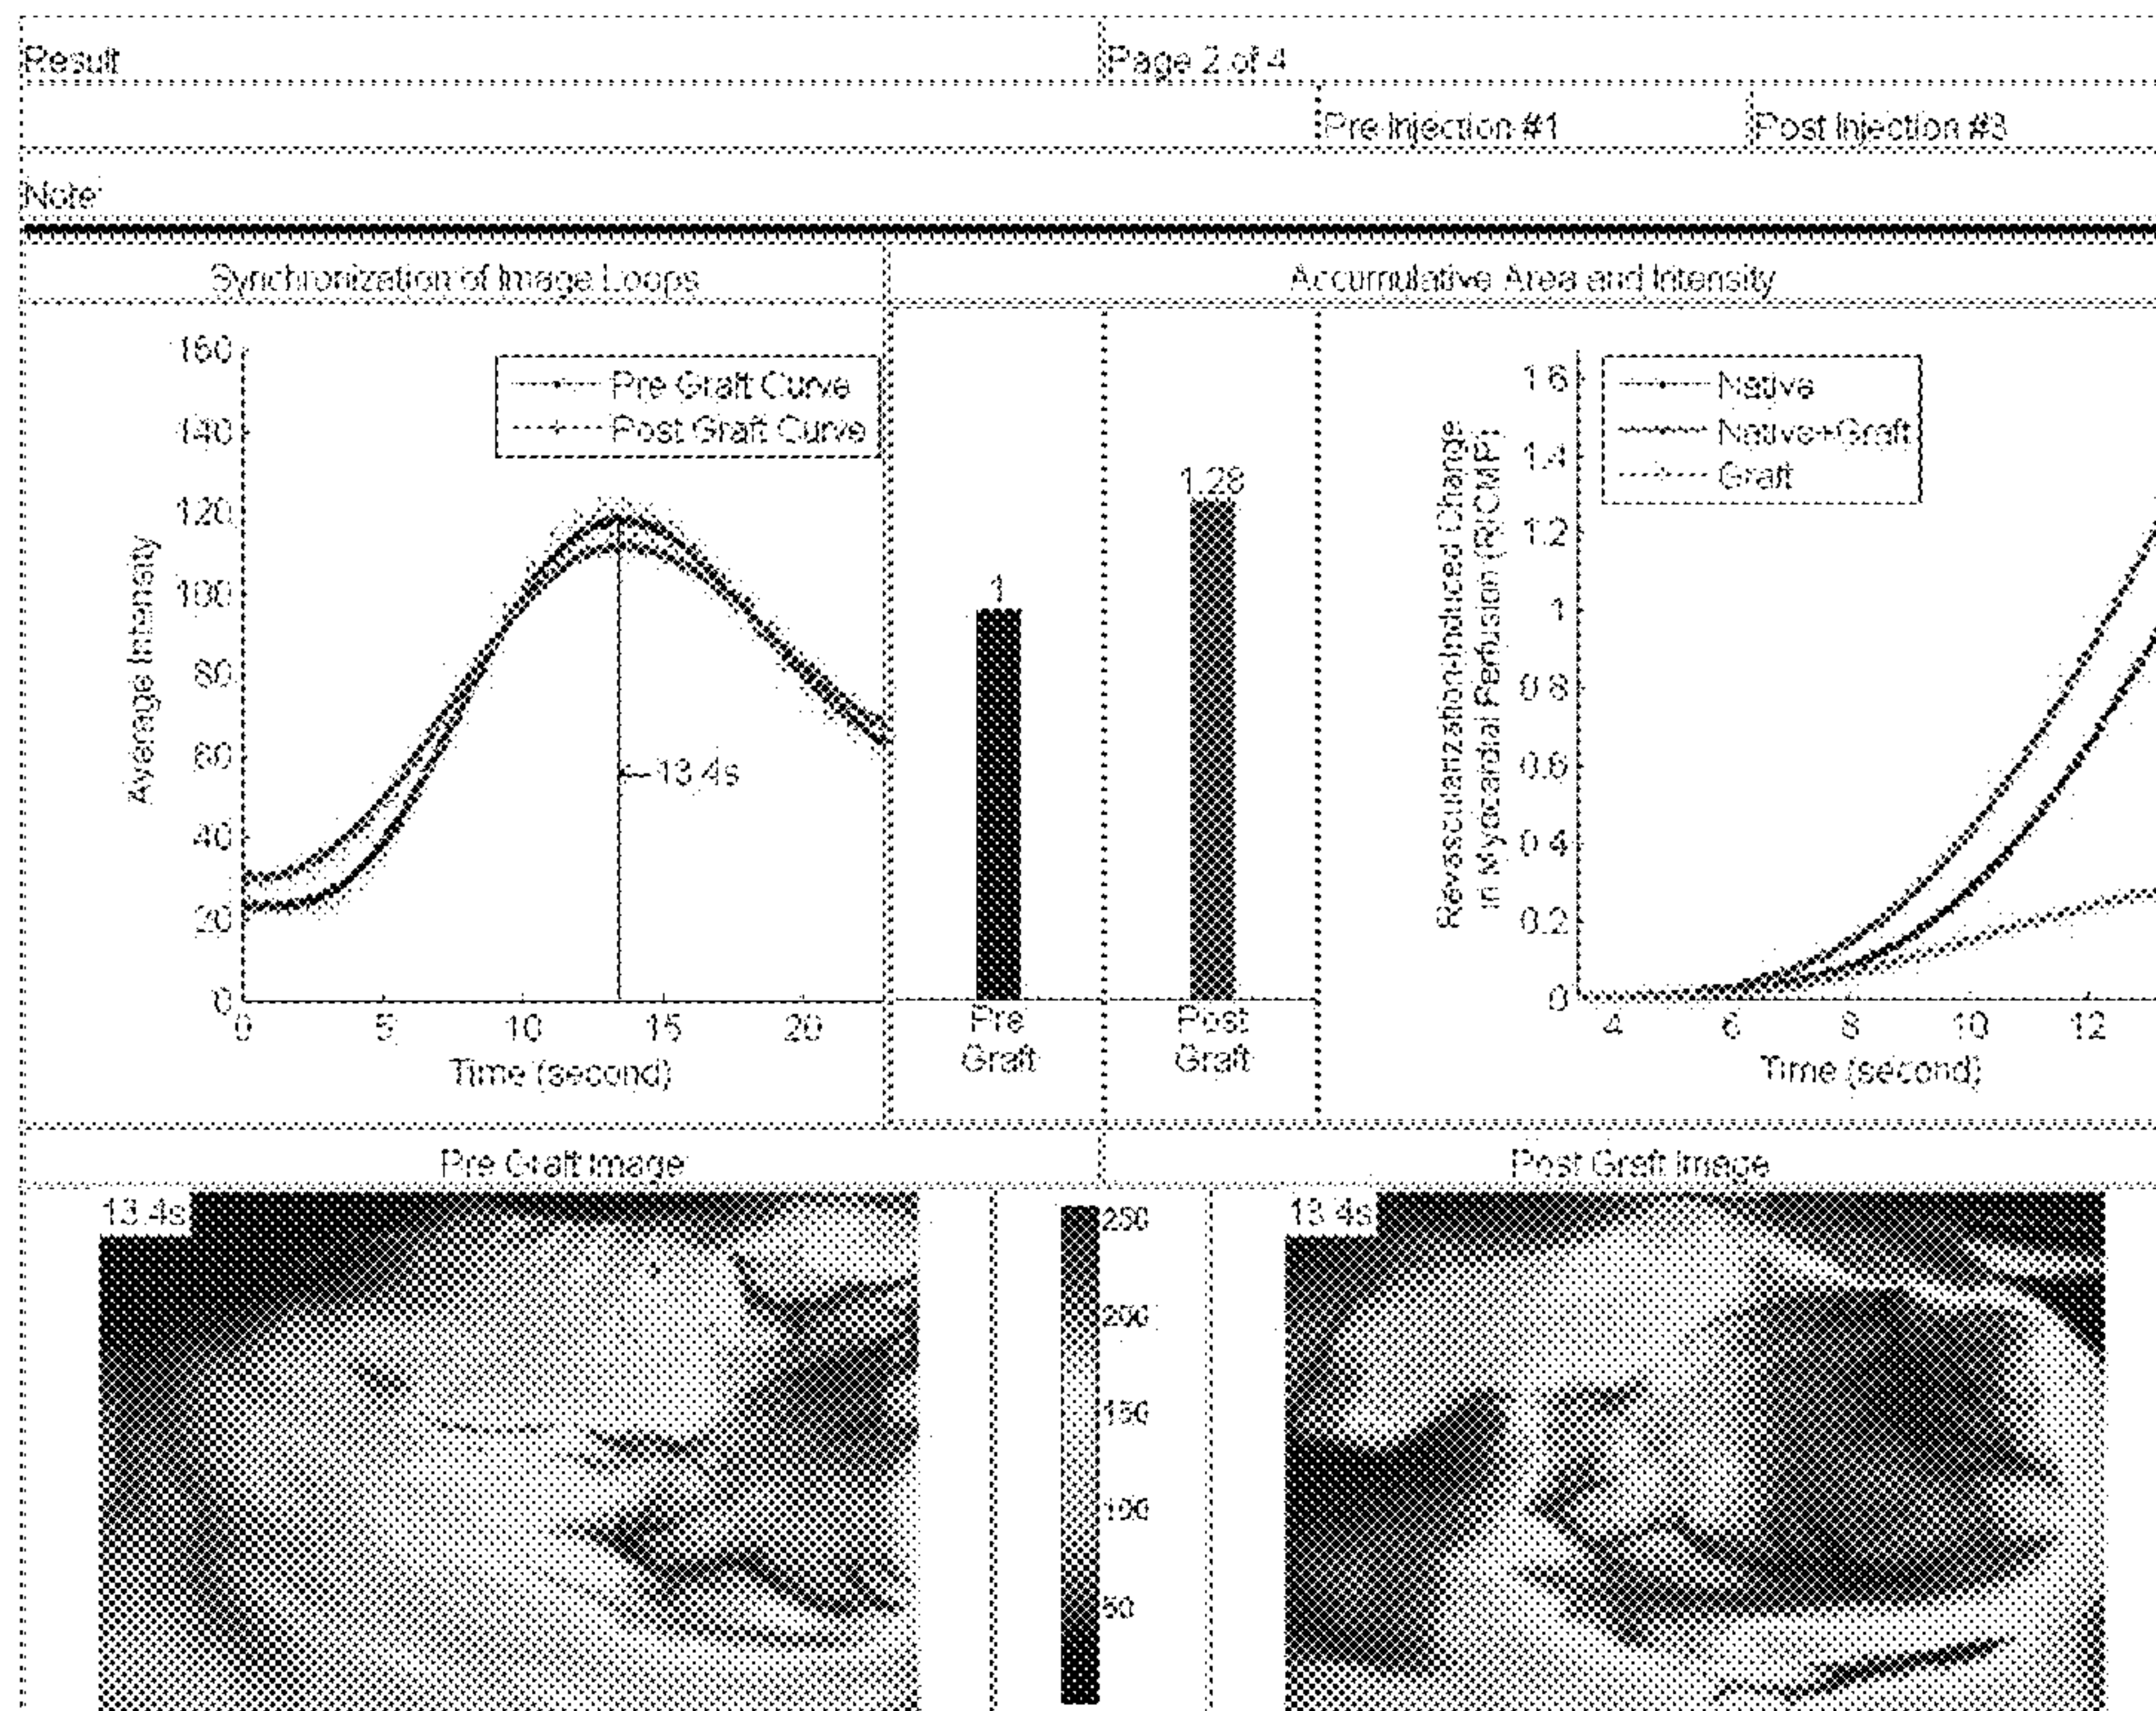 Result
Page 2 of 4
Pre Injection #1
Post Injection #3
Note
Synchronization of Image Loops
Accumulative Area and Intensity
160
140
120
100
80
60
40
20
0
Average Intensity
Pre Graft Curve
Post Graft Curve
13.4s
0 5 10 15 20
Time (second)
1
1.28
Pre
Graft
Post
Graft
Revascularization-Induced Change
in Myocardial Perfusion (RICMP)
1.6
1.4
1.2
1
0.8
0.6
0.4
0.2
0
Native
Native+Graft
Graft
4 6 8 10 12
Time (second)
Pre Graft Image
Post Graft Image
13.4s
250
200
150
100
50
13.4s